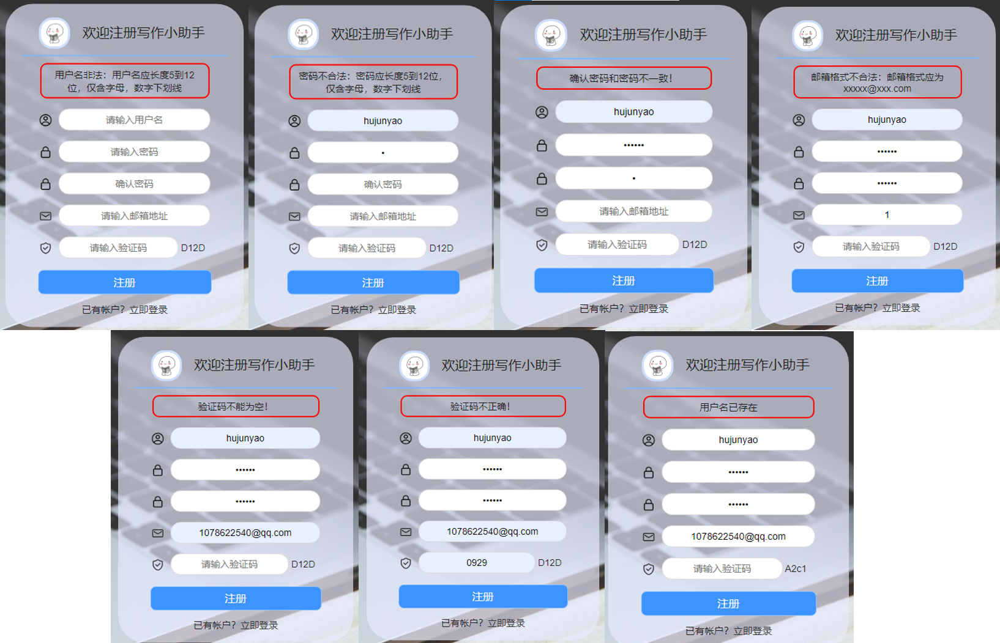 欢迎注册写作小助手
用户名非法：用户名应长度5到12
位，仅含字母，数字下划线
请输入用户名
请输入密码
确认密码
请输入邮箱地址
请输入验证码 D12D
注册
已有帐户？立即登录
欢迎注册写作小助手
密码不合法：密码应长度5到12位，
仅含字母，数字下划线
hujunyao
•
确认密码
请输入邮箱地址
请输入验证码 D12D
注册
已有帐户？立即登录
欢迎注册写作小助手
确认密码和密码不一致！
hujunyao
••••••
•
请输入邮箱地址
请输入验证码 D12D
注册
已有帐户？立即登录
欢迎注册写作小助手
邮箱格式不合法：邮箱格式应为
xxxxx@xxx.com
hujunyao
••••••
••••••
1
请输入验证码 D12D
注册
已有帐户？立即登录
欢迎注册写作小助手
验证码不能为空！
hujunyao
••••••
••••••
1078622540@qq.com
请输入验证码 D12D
注册
已有帐户？立即登录
欢迎注册写作小助手
验证码不正确！
hujunyao
••••••
••••••
1078622540@qq.com
0929 D12D
注册
已有帐户？立即登录
欢迎注册写作小助手
用户名已存在
hujunyao
••••••
••••••
1078622540@qq.com
请输入验证码 A2c1
注册
已有帐户？立即登录